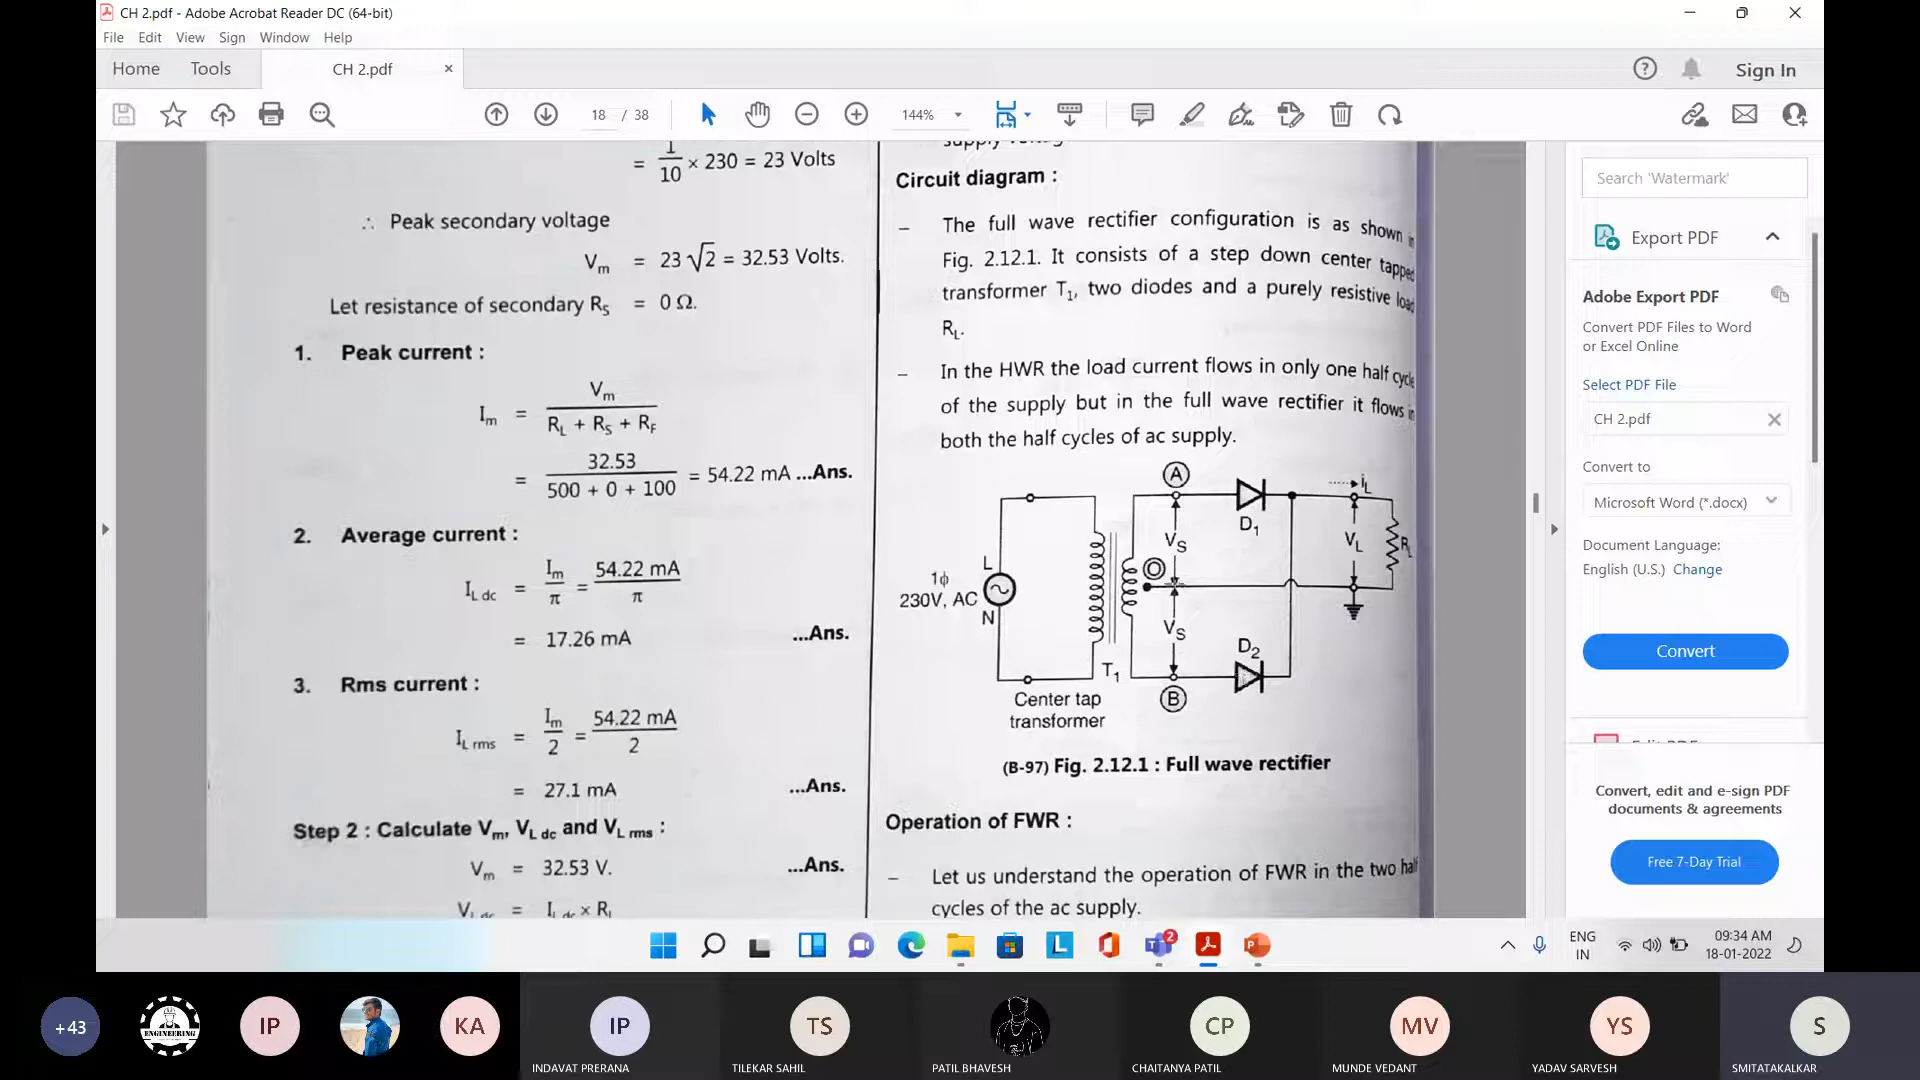 CH 2.pdf - Adobe Acrobat Reader DC (64-bit)
File Edit View Sign Window Help
Home Tools CH 2.pdf × Sign In
18 / 38 144%
= 1/10 × 230 = 23 Volts
∴ Peak secondary voltage
Vm = 23 √2 = 32.53 Volts.
Let resistance of secondary RS = 0 Ω.
1. Peak current :
Im = Vm / RL + RS + RF
= 32.53 / 500 + 0 + 100 = 54.22 mA ...Ans.
2. Average current :
IL dc = Im / π = 54.22 mA / π
= 17.26 mA ...Ans.
3. Rms current :
IL rms = Im / 2 = 54.22 mA / 2
= 27.1 mA ...Ans.
Step 2 : Calculate Vm, VL dc and VL rms :
Vm = 32.53 V. ...Ans.
VL dc = IL dc × RL
supply
Circuit diagram :
– The full wave rectifier configuration is as shown
Fig. 2.12.1. It consists of a step down center tapped
transformer T1, two diodes and a purely resistive load
RL.
– In the HWR the load current flows in only one half cycle
of the supply but in the full wave rectifier it flows
both the half cycles of ac supply.
A
D1
iL
VS
VL
RL
L
O
1ϕ
230V, AC
N
VS
D2
T1
B
Center tap
transformer
(B-97) Fig. 2.12.1 : Full wave rectifier
Operation of FWR :
– Let us understand the operation of FWR in the two half
cycles of the ac supply.
Search 'Watermark'
Export PDF
Adobe Export PDF
Convert PDF Files to Word
or Excel Online
Select PDF File
CH 2.pdf
Convert to
Microsoft Word (*.docx)
Document Language:
English (U.S.) Change
Convert
Edit PDF
Convert, edit and e-sign PDF
documents & agreements
Free 7-Day Trial
2
ENG
IN
09:34 AM
18-01-2022
+43
ENGINEERING
IP
KA
IP
TS
CP
MV
YS
S
INDAVAT PRERANA
TILEKAR SAHIL
PATIL BHAVESH
CHAITANYA PATIL
MUNDE VEDANT
YADAV SARVESH
SMITATAKALKAR